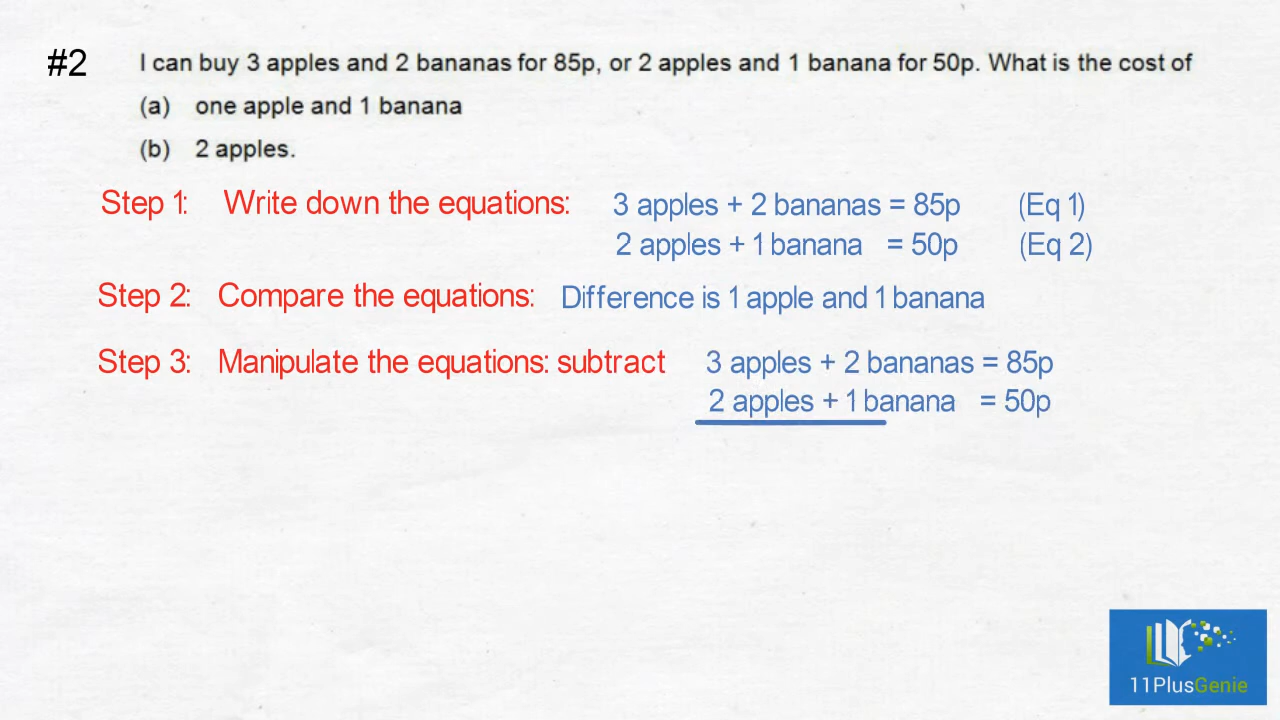 #2 I can buy 3 apples and 2 bananas for 85p, or 2 apples and 1 banana for 50p. What is the cost of
(a) one apple and 1 banana
(b) 2 apples.
Step 1: Write down the equations: 3 apples + 2 bananas = 85p (Eq 1)
2 apples + 1 banana = 50p (Eq 2)
Step 2: Compare the equations: Difference is 1 apple and 1 banana
Step 3: Manipulate the equations: subtract 3 apples + 2 bananas = 85p
2 apples + 1 banana = 50p
11PlusGenie